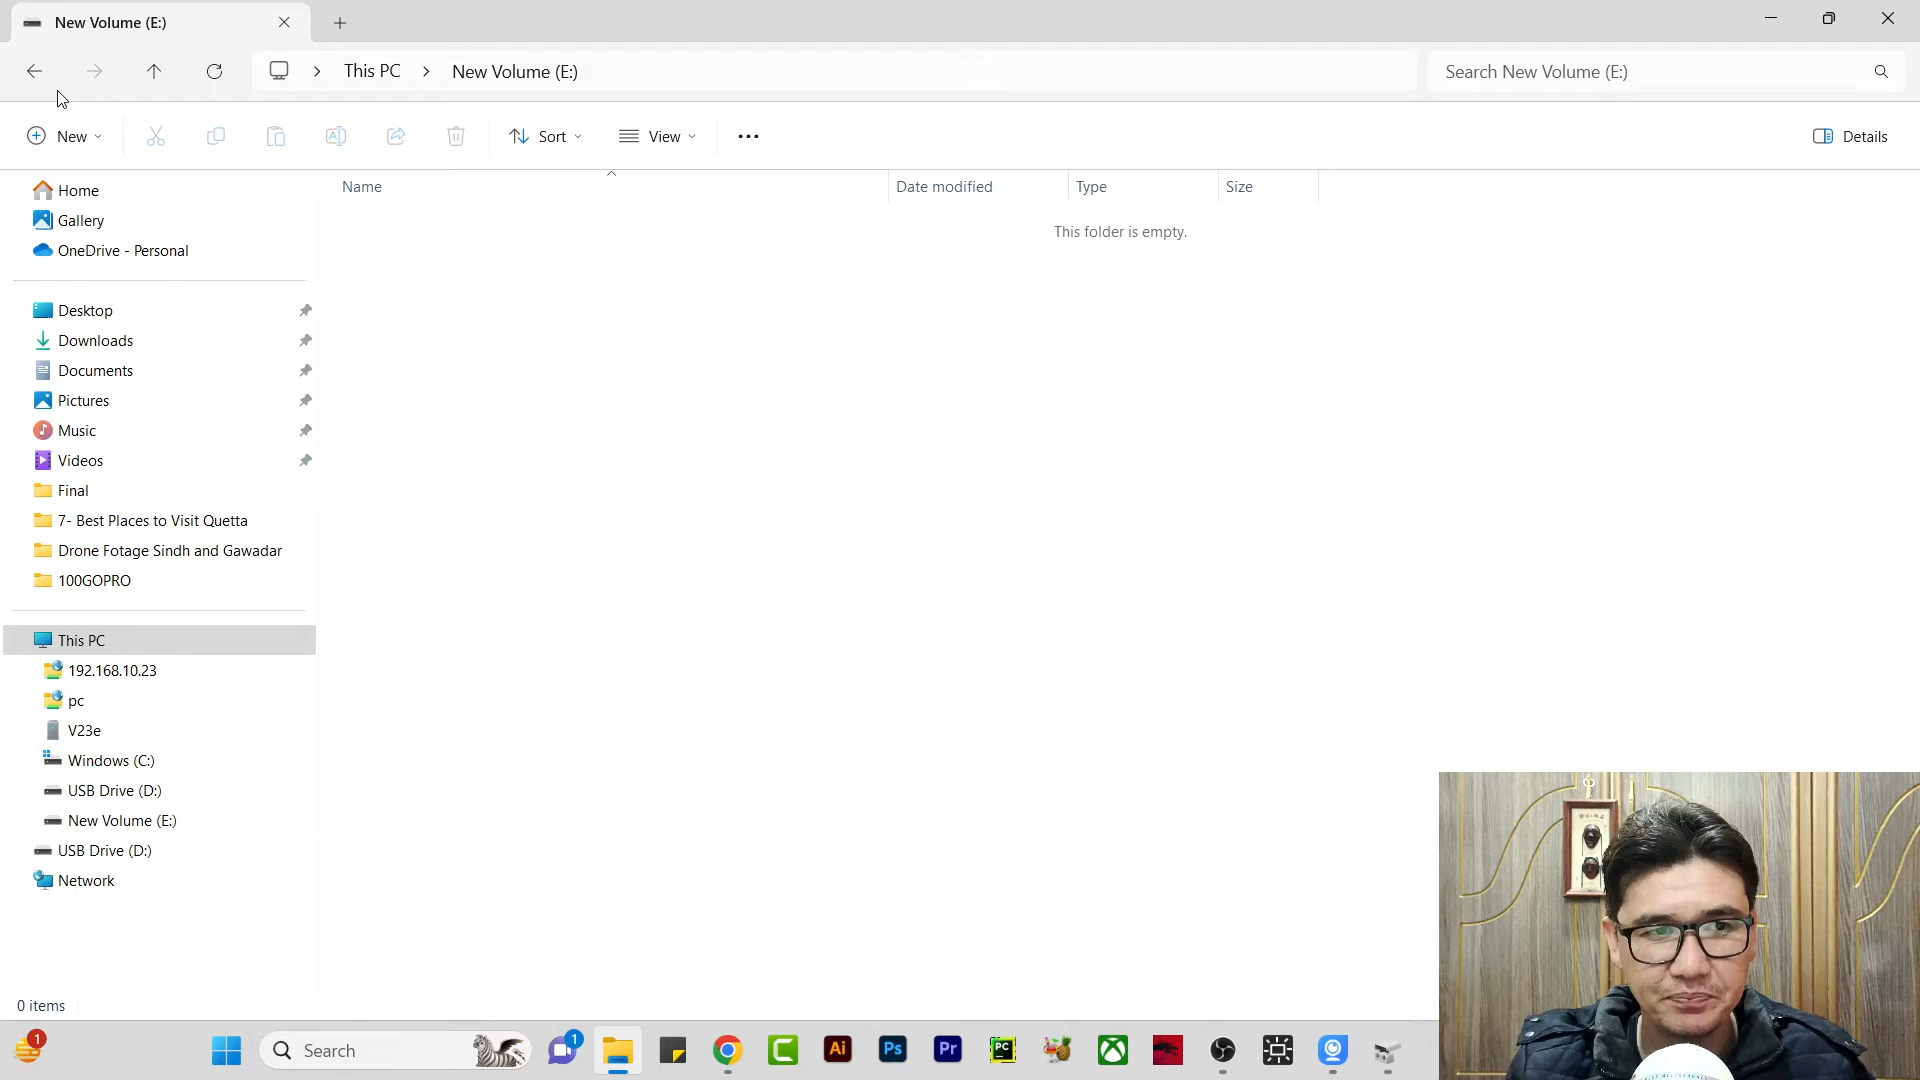 New Volume (E:)
This PC
New Volume (E:)
Search New Volume (E:)
New
Sort
View
Details
Name
Date modified
Type
Size
This folder is empty.
Home
Gallery
OneDrive - Personal
Desktop
Downloads
Documents
Pictures
Music
Videos
Final
7- Best Places to Visit Quetta
Drone Fotage Sindh and Gawadar
100GOPRO
This PC
192.168.10.23
pc
V23e
Windows (C:)
USB Drive (D:)
New Volume (E:)
USB Drive (D:)
Network
0 items
1
Search
1
Ai
Ps
Pr
PC